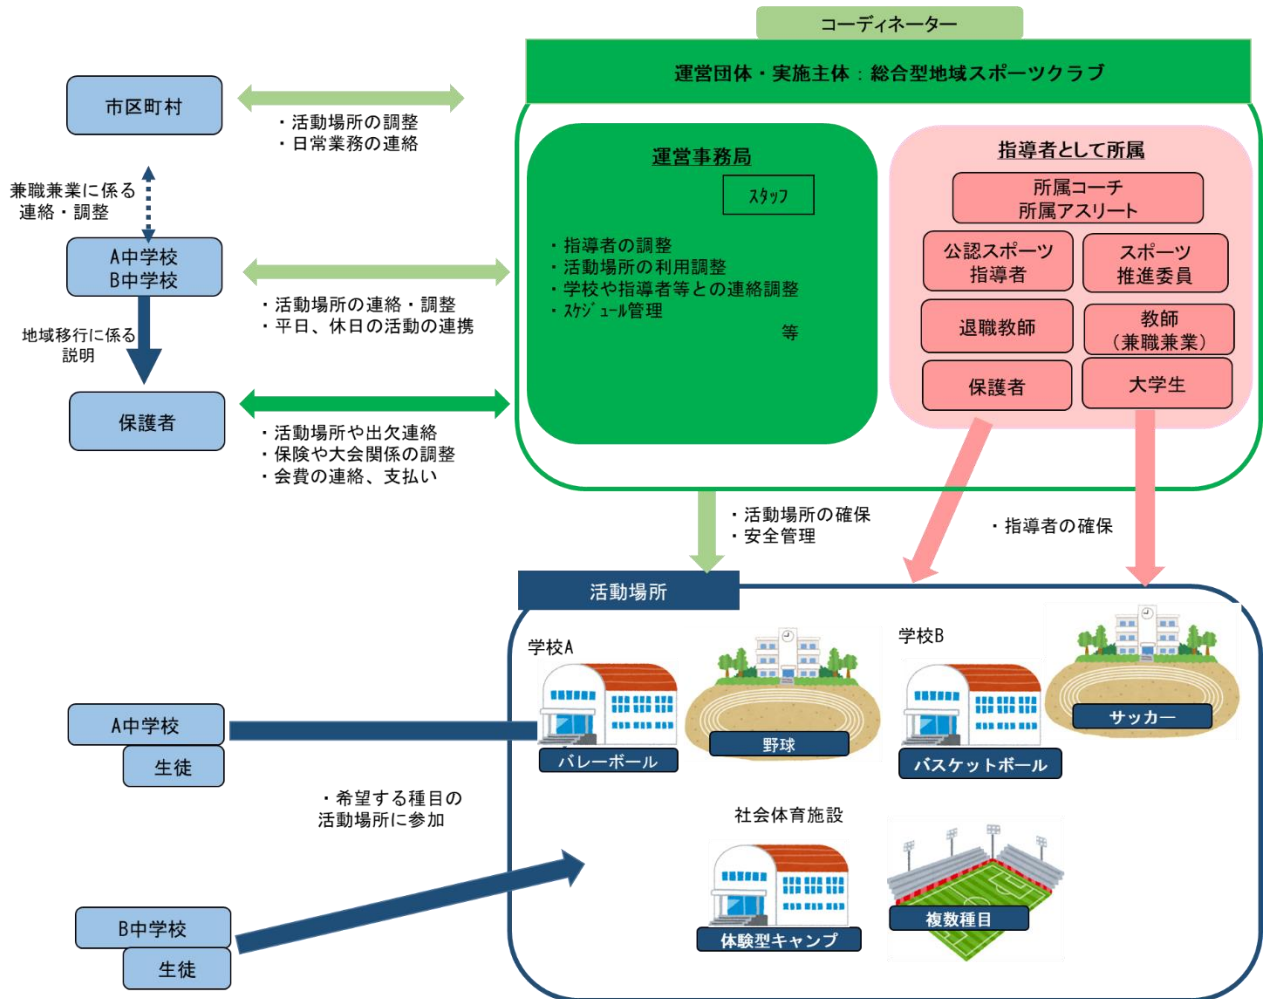 コーディネーター
運営団体・実施主体：総合型地域スポーツクラブ
市区町村
・活動場所の調整
・日常業務の連絡
兼職兼業に係る
連絡・調整
A中学校
B中学校
・活動場所の連絡・調整
・平日、休日の活動の連携
地域移行に係る
説明
保護者
・活動場所や出欠連絡
・保険や大会関係の調整
・会費の連絡、支払い
運営事務局
ｽﾀｯﾌ
・指導者の調整
・活動場所の利用調整
・学校や指導者等との連絡調整
・ｽｹｼﾞｭｰﾙ管理
等
指導者として所属
所属コーチ
所属アスリート
公認スポーツ
指導者
スポーツ
推進委員
退職教師
教師
（兼職兼業）
保護者
大学生
・活動場所の確保
・安全管理
・指導者の確保
活動場所
学校A
バレーボール
野球
学校B
バスケットボール
サッカー
社会体育施設
体験型キャンプ
複数種目
A中学校
生徒
・希望する種目の
活動場所に参加
B中学校
生徒